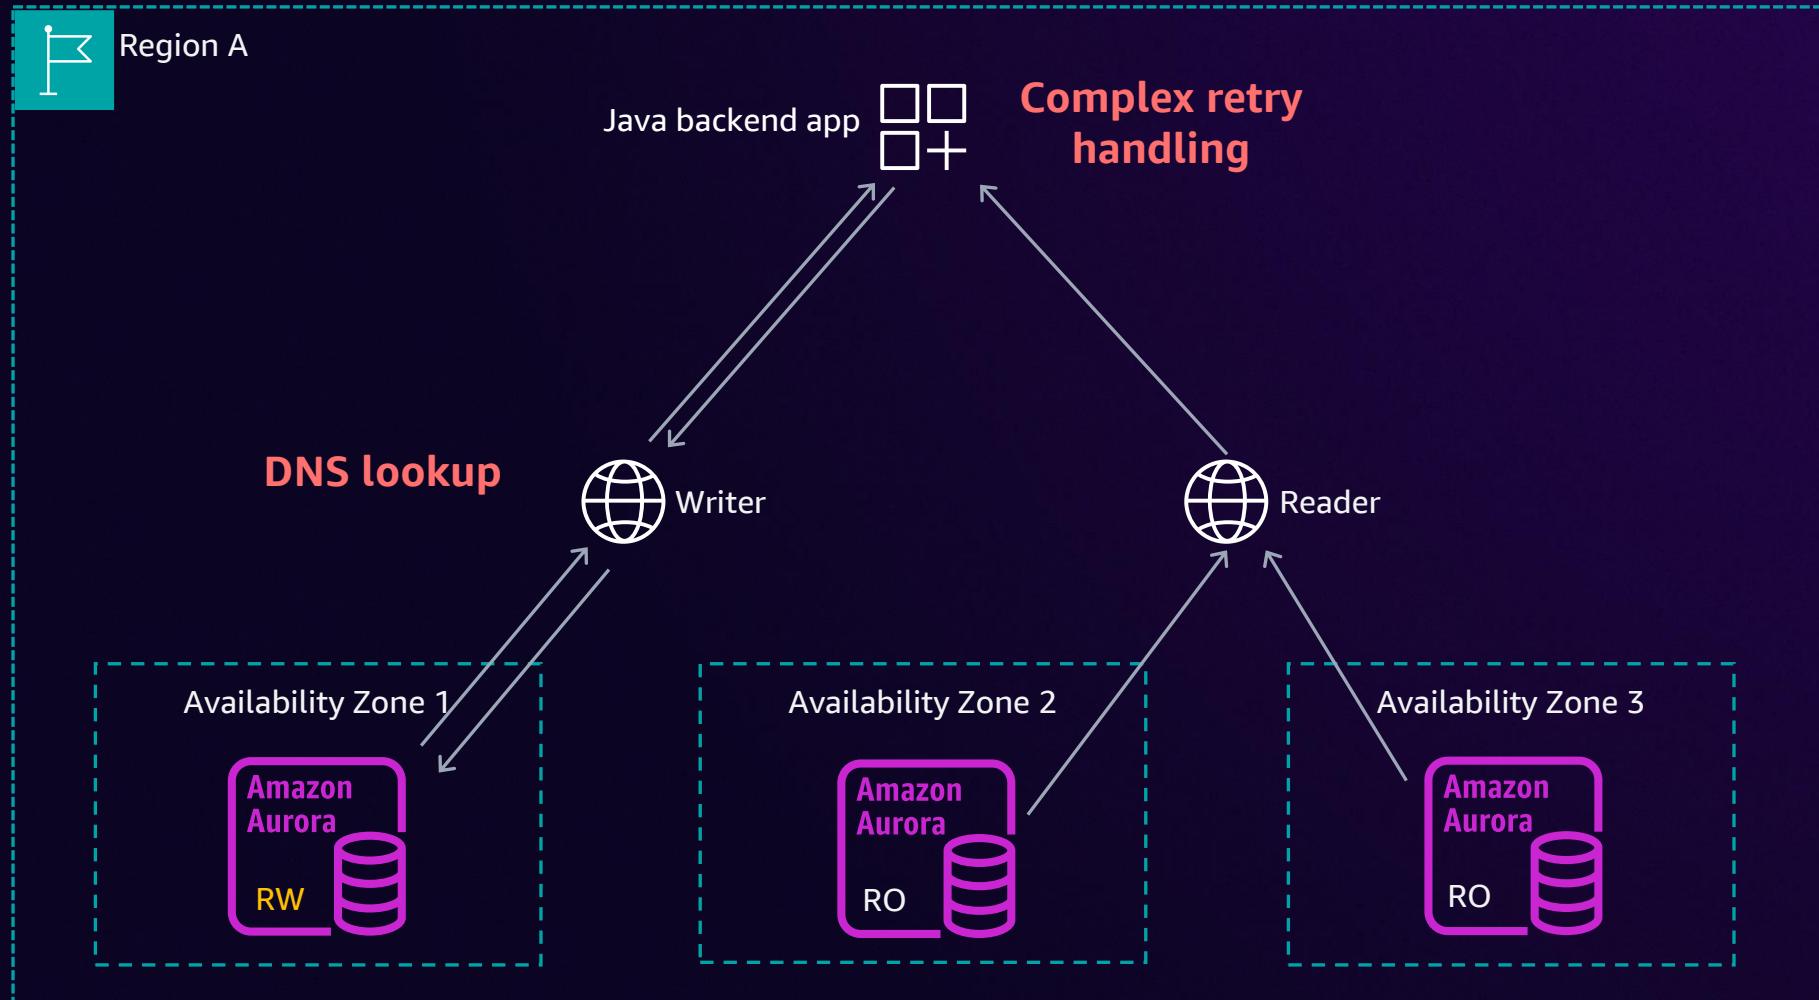 Region A
Java backend app
Complex retry
handling
DNS lookup
Writer
Reader
Availability Zone 1
Amazon
Aurora
RW
Availability Zone 2
Amazon
Aurora
RO
Availability Zone 3
Amazon
Aurora
RO